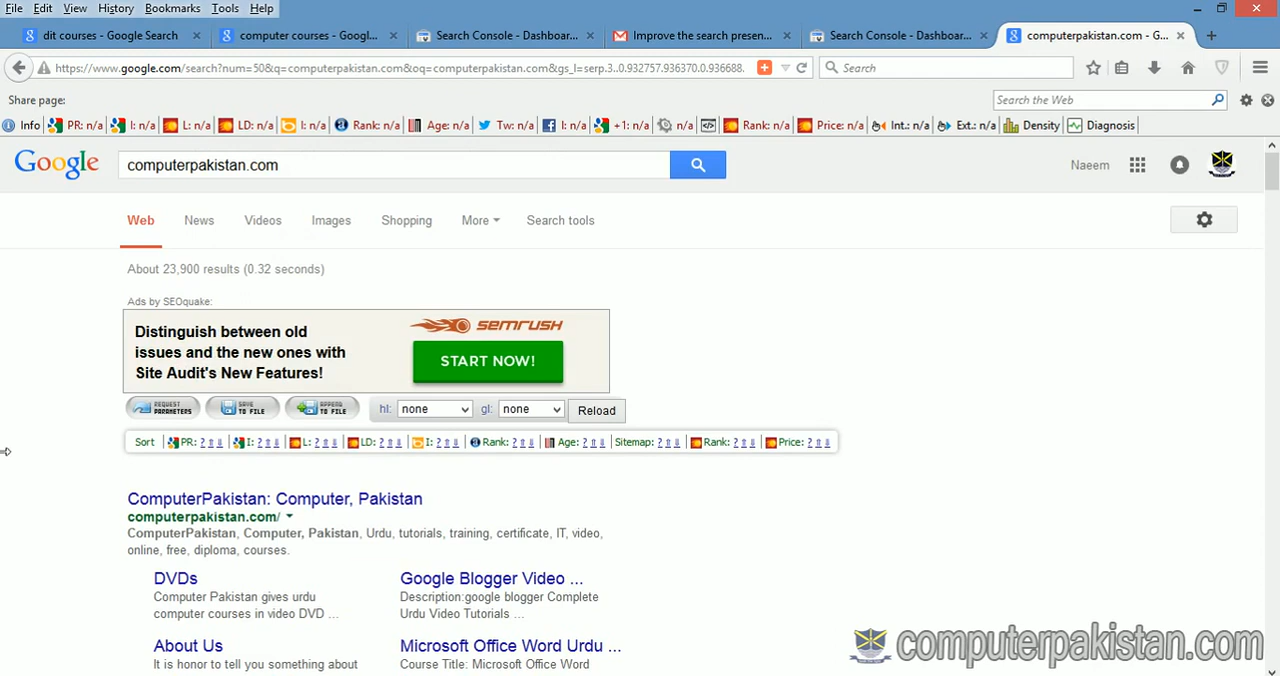 File Edit View History Bookmarks Tools Help
dit courses - Google Search
computer courses - Googl...
Search Console - Dashboar...
Improve the search presen...
Search Console - Dashboar...
computerpakistan.com - G...
https://www.google.com/search?num=50&q=computerpakistan.com&oq=computerpakistan.com&gs_l=serp.3..0.932757.936370.0.936688.
Search
Share page:
Search the Web
Info PR: n/a I: n/a L: n/a LD: n/a I: n/a Rank: n/a Age: n/a Tw: n/a I: n/a +1: n/a n/a Rank: n/a Price: n/a Int.: n/a Ext.: n/a Density Diagnosis
Google
computerpakistan.com
Naeem
Web News Videos Images Shopping More Search tools
About 23,900 results (0.32 seconds)
Ads by SEOquake:
Distinguish between old
issues and the new ones with
Site Audit's New Features!
SEMRUSH
START NOW!
REQUEST PARAMETERS
SAVE TO FILE
APPEND TO FILE
hl: none gl: none Reload
Sort PR: ? I: ? L: ? LD: ? I: ? Rank: ? Age: ? Sitemap: ? Rank: ? Price: ?
ComputerPakistan: Computer, Pakistan
computerpakistan.com/
ComputerPakistan, Computer, Pakistan, Urdu, tutorials, training, certificate, IT, video,
online, free, diploma, courses.
DVDs
Computer Pakistan gives urdu
computer courses in video DVD ...
Google Blogger Video ...
Description:google blogger Complete
Urdu Video Tutorials ...
About Us
It is honor to tell you something about
Microsoft Office Word Urdu ...
Course Title: Microsoft Office Word
computerpakistan.com